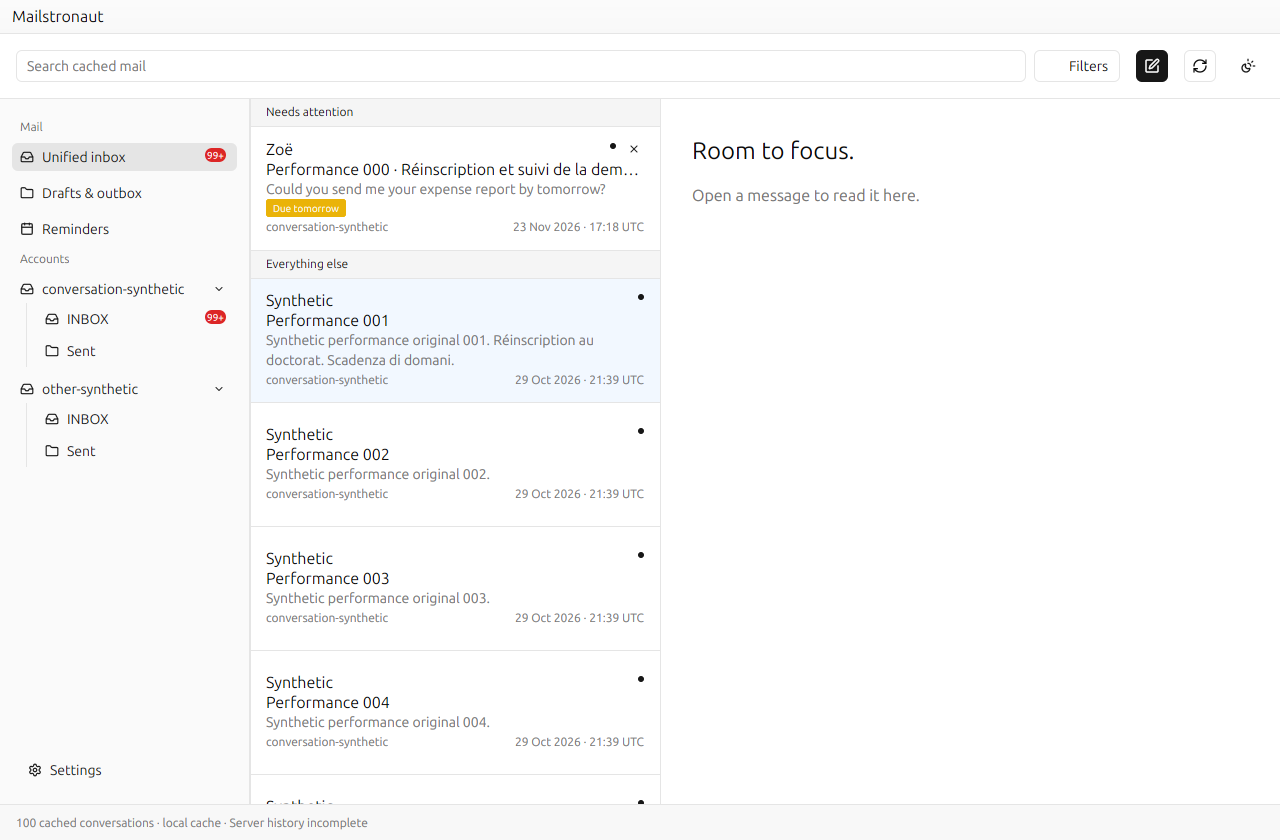 Mailstronaut
Search cached mail
Filters
Mail
Unified inbox 99+
Drafts & outbox
Reminders
Accounts
conversation-synthetic
INBOX 99+
Sent
other-synthetic
INBOX
Sent
Settings
Needs attention
Zoë
Performance 000 · Réinscription et suivi de la dem…
Could you send me your expense report by tomorrow?
Due tomorrow
conversation-synthetic 23 Nov 2026 · 17:18 UTC
Everything else
Synthetic
Performance 001
Synthetic performance original 001. Réinscription au
doctorat. Scadenza di domani.
conversation-synthetic 29 Oct 2026 · 21:39 UTC
Synthetic
Performance 002
Synthetic performance original 002.
conversation-synthetic 29 Oct 2026 · 21:39 UTC
Synthetic
Performance 003
Synthetic performance original 003.
conversation-synthetic 29 Oct 2026 · 21:39 UTC
Synthetic
Performance 004
Synthetic performance original 004.
conversation-synthetic 29 Oct 2026 · 21:39 UTC
Room to focus.
Open a message to read it here.
100 cached conversations · local cache · Server history incomplete